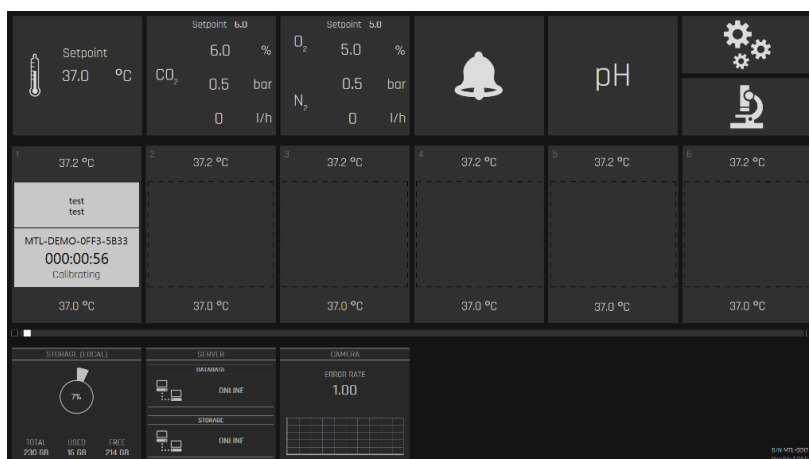 Setpoint
37.0 °C
Setpoint 6.0
CO2
6.0 %
0.5 bar
0 l/h
Setpoint 5.0
O2
5.0 %
N2
0.5 bar
0 l/h
pH
1
37.2 °C
2
37.2 °C
3
37.2 °C
4
37.2 °C
5
37.2 °C
6
37.2 °C
test
test
MTL-DEMO-0FF3-5B33
000:00:56
Calibrating
37.0 °C
37.0 °C
37.0 °C
37.0 °C
37.0 °C
37.0 °C
STORAGE (LOCAL)
7%
TOTAL USED FREE
230 GB 16 GB 214 GB
SERVER
DATABASE
ONLINE
STORAGE
ONLINE
CAMERA
ERROR RATE
1.00